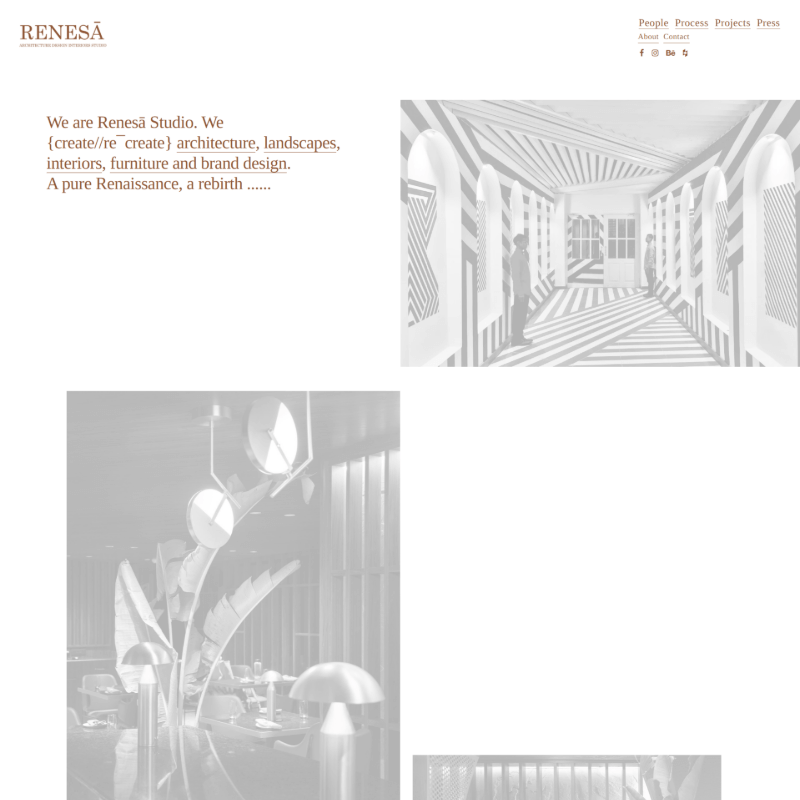 RENESĀ
ARCHITECTURE DESIGN INTERIORS STUDIO
People Process Projects Press
About Contact
We are Renesā Studio. We
{create//re¯create} architecture, landscapes,
interiors, furniture and brand design.
A pure Renaissance, a rebirth ......